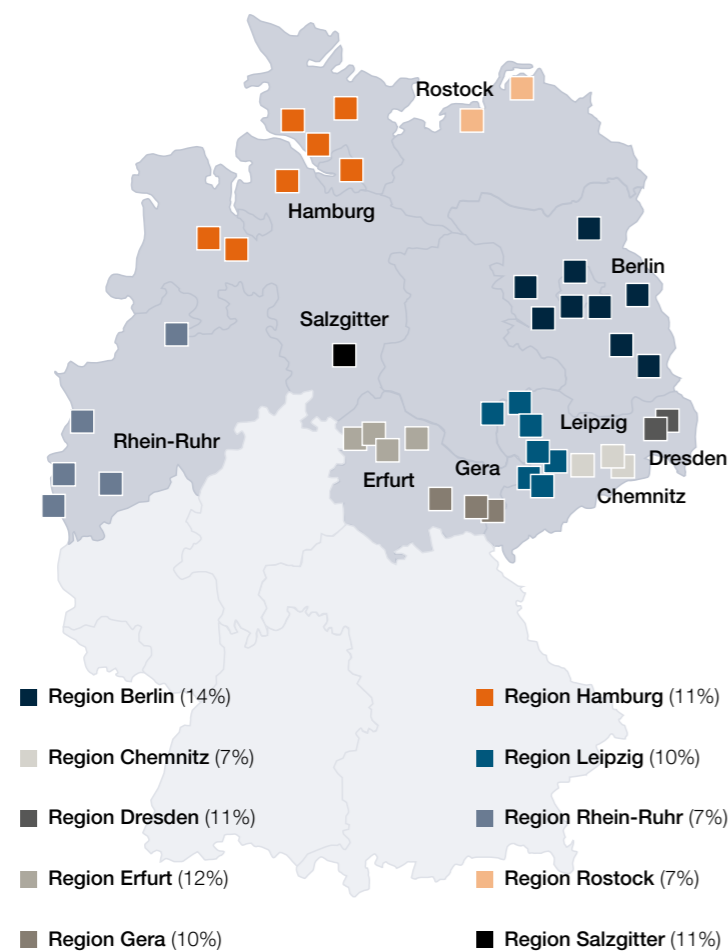 Rostock
Hamburg
Berlin
Salzgitter
Rhein-Ruhr
Leipzig
Dresden
Erfurt
Gera
Chemnitz
Region Berlin (14%)
Region Hamburg (11%)
Region Chemnitz (7%)
Region Leipzig (10%)
Region Dresden (11%)
Region Rhein-Ruhr (7%)
Region Erfurt (12%)
Region Rostock (7%)
Region Gera (10%)
Region Salzgitter (11%)